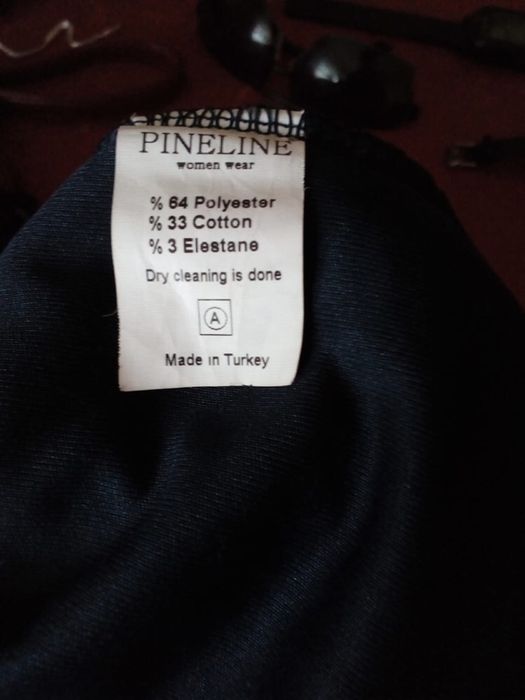 PINELINE
women wear
% 64 Polyester
% 33 Cotton
% 3 Elestane
Dry cleaning is done
A
Made in Turkey